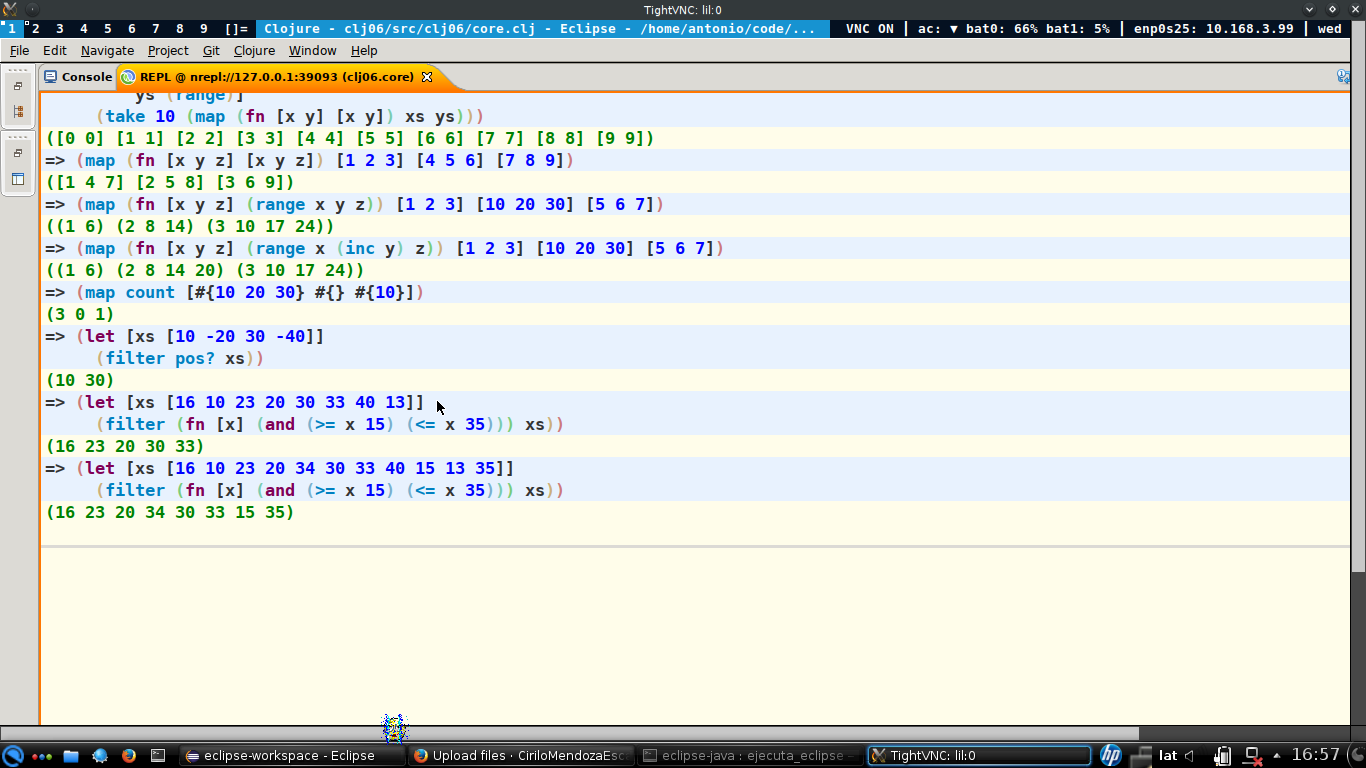 TightVNC: lil:0
1 2 3 4 5 6 7 8 9 []= Clojure - clj06/src/clj06/core.clj - Eclipse - /home/antonio/code/... VNC ON | ac: ▼ bat0: 66% bat1: 5% | enp0s25: 10.168.3.99 | wed
File Edit Navigate Project Git Clojure Window Help
Console REPL @ nrepl://127.0.0.1:39093 (clj06.core)
ys (range)]
(take 10 (map (fn [x y] [x y]) xs ys)))
([0 0] [1 1] [2 2] [3 3] [4 4] [5 5] [6 6] [7 7] [8 8] [9 9])
=> (map (fn [x y z] [x y z]) [1 2 3] [4 5 6] [7 8 9])
([1 4 7] [2 5 8] [3 6 9])
=> (map (fn [x y z] (range x y z)) [1 2 3] [10 20 30] [5 6 7])
((1 6) (2 8 14) (3 10 17 24))
=> (map (fn [x y z] (range x (inc y) z)) [1 2 3] [10 20 30] [5 6 7])
((1 6) (2 8 14 20) (3 10 17 24))
=> (map count [#{10 20 30} #{} #{10}])
(3 0 1)
=> (let [xs [10 -20 30 -40]]
(filter pos? xs))
(10 30)
=> (let [xs [16 10 23 20 30 33 40 13]]
(filter (fn [x] (and (>= x 15) (<= x 35))) xs))
(16 23 20 30 33)
=> (let [xs [16 10 23 20 34 30 33 40 15 13 35]]
(filter (fn [x] (and (>= x 15) (<= x 35))) xs))
(16 23 20 34 30 33 15 35)
eclipse-workspace - Eclipse Upload files · CiriloMendozaEsc eclipse-java : ejecuta_eclipse TightVNC: lil:0 hp lat 16:57